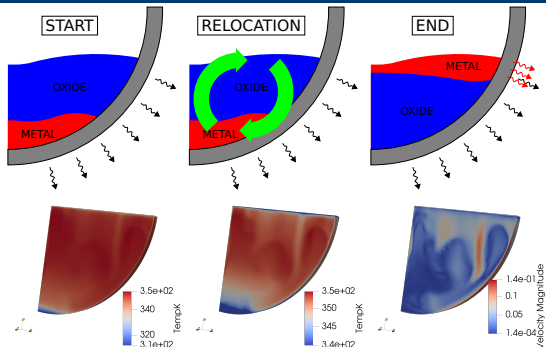 START
RELOCATION
END
OXIDE
METAL
OXIDE
METAL
METAL
OXIDE
3.5e+02
340
320
3.1e+02
TempK
3.5e+02
350
345
3.4e+02
TempK
1.4e-01
0.1
0.05
1.4e-04
Velocity Magnitude